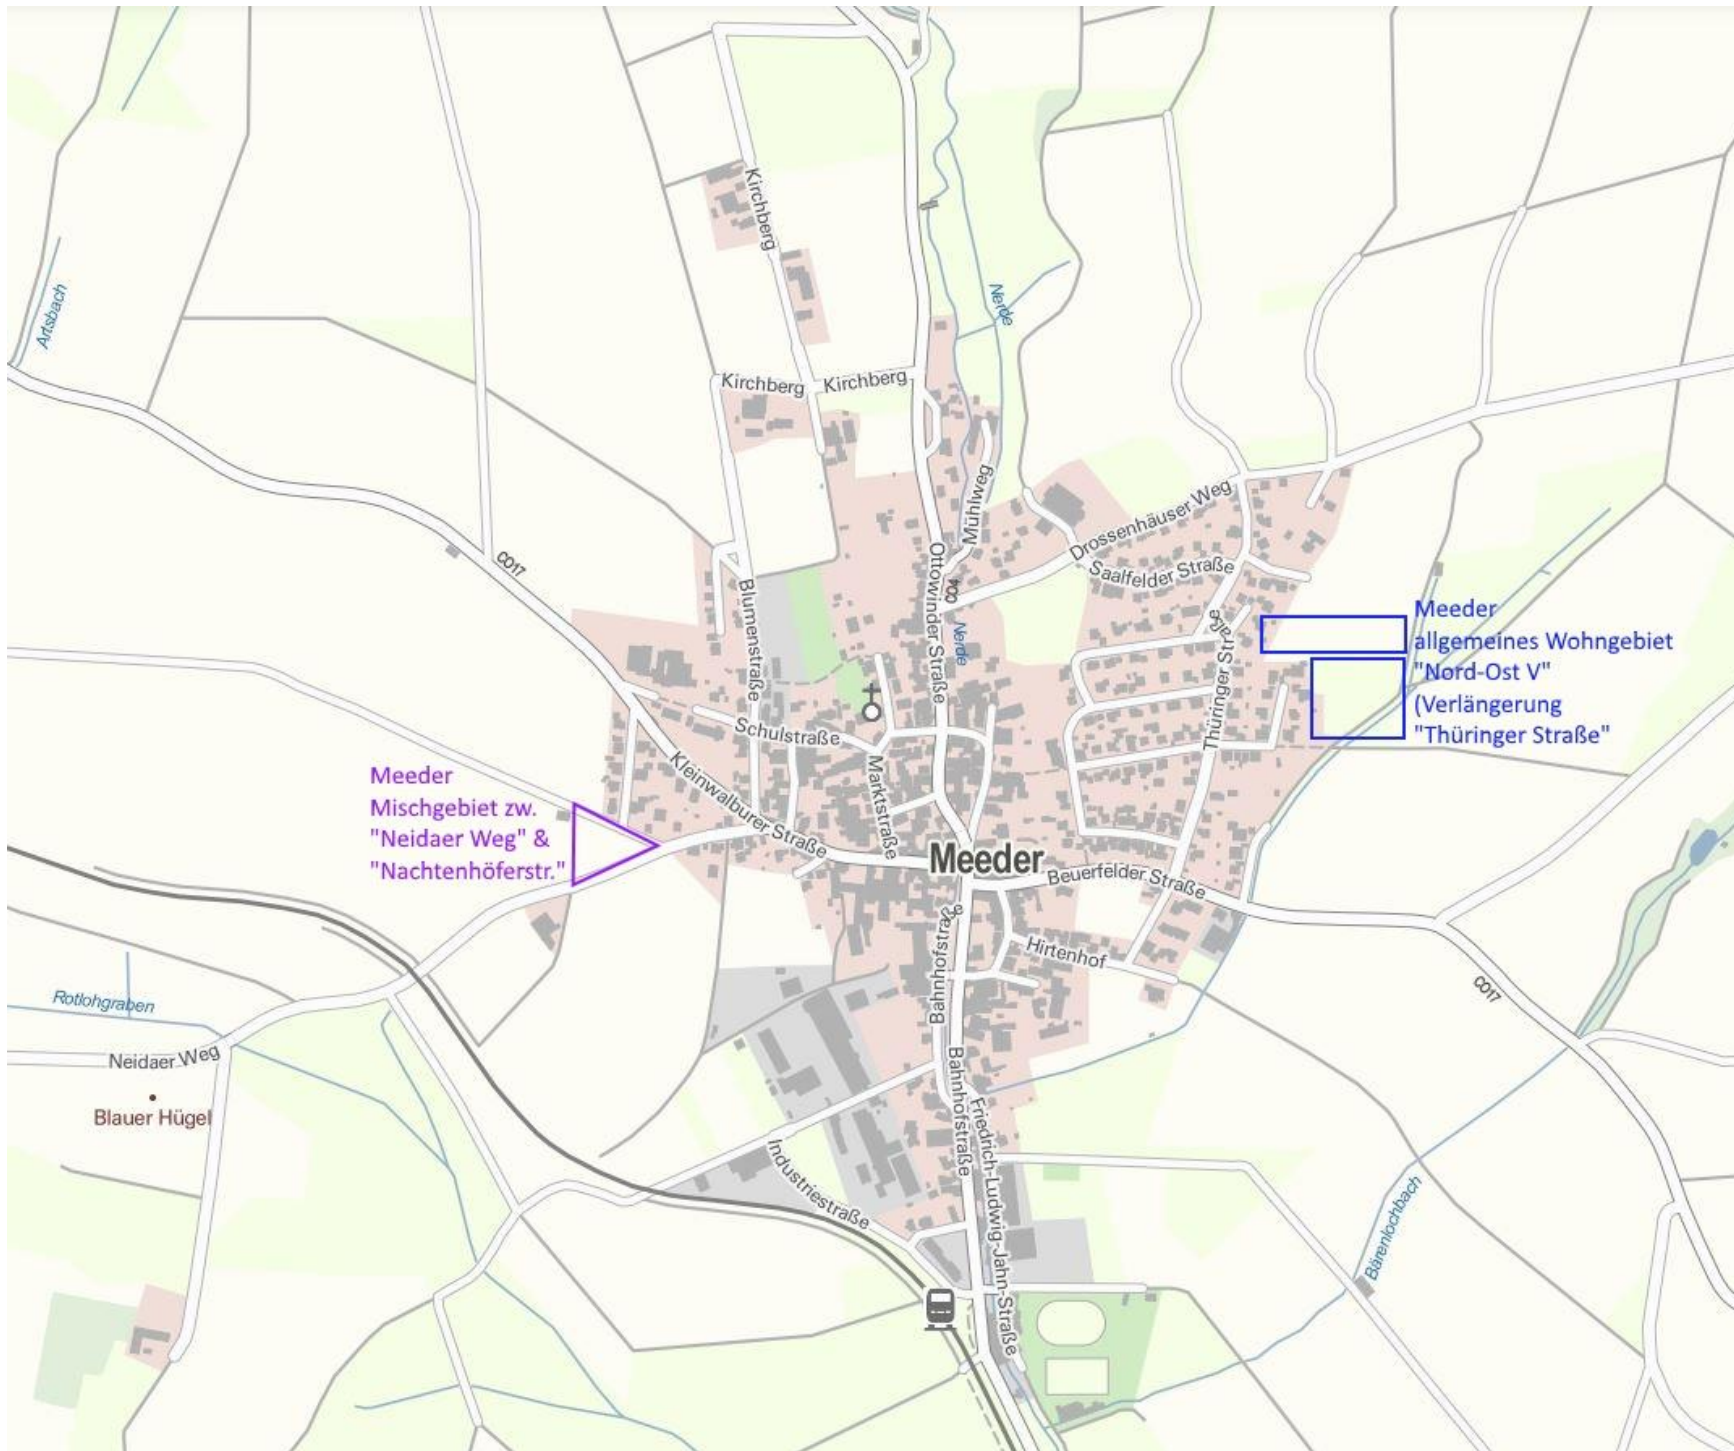 Kirchberg
Artsbach
Nerde
Kirchberg
Kirchberg
Mühlweg
Drossenhäuser Weg
CO17
Ottowinder Straße
CO4
Saalfelder Straße
Blumenstraße
Nerde
Thüringer Straße
Meeder
allgemeines Wohngebiet
"Nord-Ost V"
(Verlängerung
"Thüringer Straße"
Schulstraße
Kleinwalburer Straße
Marktstraße
Meeder
Mischgebiet zw.
"Neidaer Weg" &
"Nachtenhöferstr."
Meeder
Beuerfelder Straße
Bahnhofstraße
Hirtenhof
CO17
Rotlohgraben
Neidaer Weg
Blauer Hügel
Bahnhofstraße
Friedrich-Ludwig-Jahn-Straße
Industriestraße
Bärenlochbach